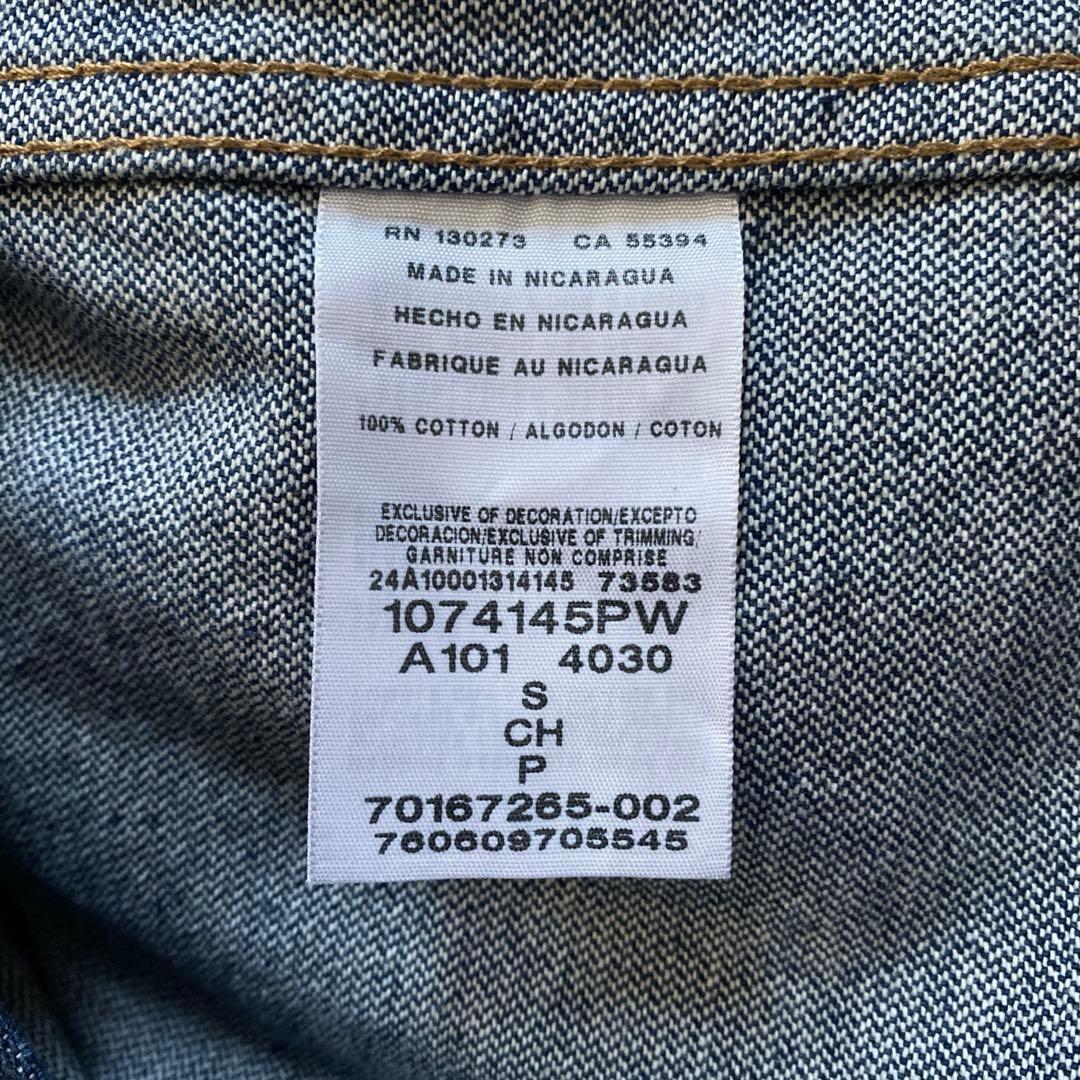 RN 130273 CA 55394
MADE IN NICARAGUA
HECHO EN NICARAGUA
FABRIQUE AU NICARAGUA
100% COTTON / ALGODON / COTON
EXCLUSIVE OF DECORATION/EXCEPTO
DECORACION/EXCLUSIVE OF TRIMMING/
GARNITURE NON COMPRISE
24A10001314145 73583
1074145PW
A101 4030
S
CH
P
70167265-002
760609705545